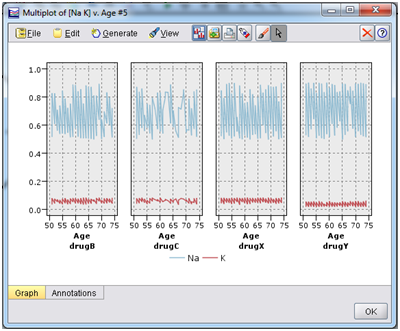 Multiplot of [Na K] v. Age #5
File Edit Generate View
1.0
0.8
0.6
0.4
0.2
0.0
50 55 60 65 70 75 50 55 60 65 70 75 50 55 60 65 70 75 50 55 60 65 70 75
Age Age Age Age
drugB drugC drugX drugY
Na K
Graph Annotations
OK